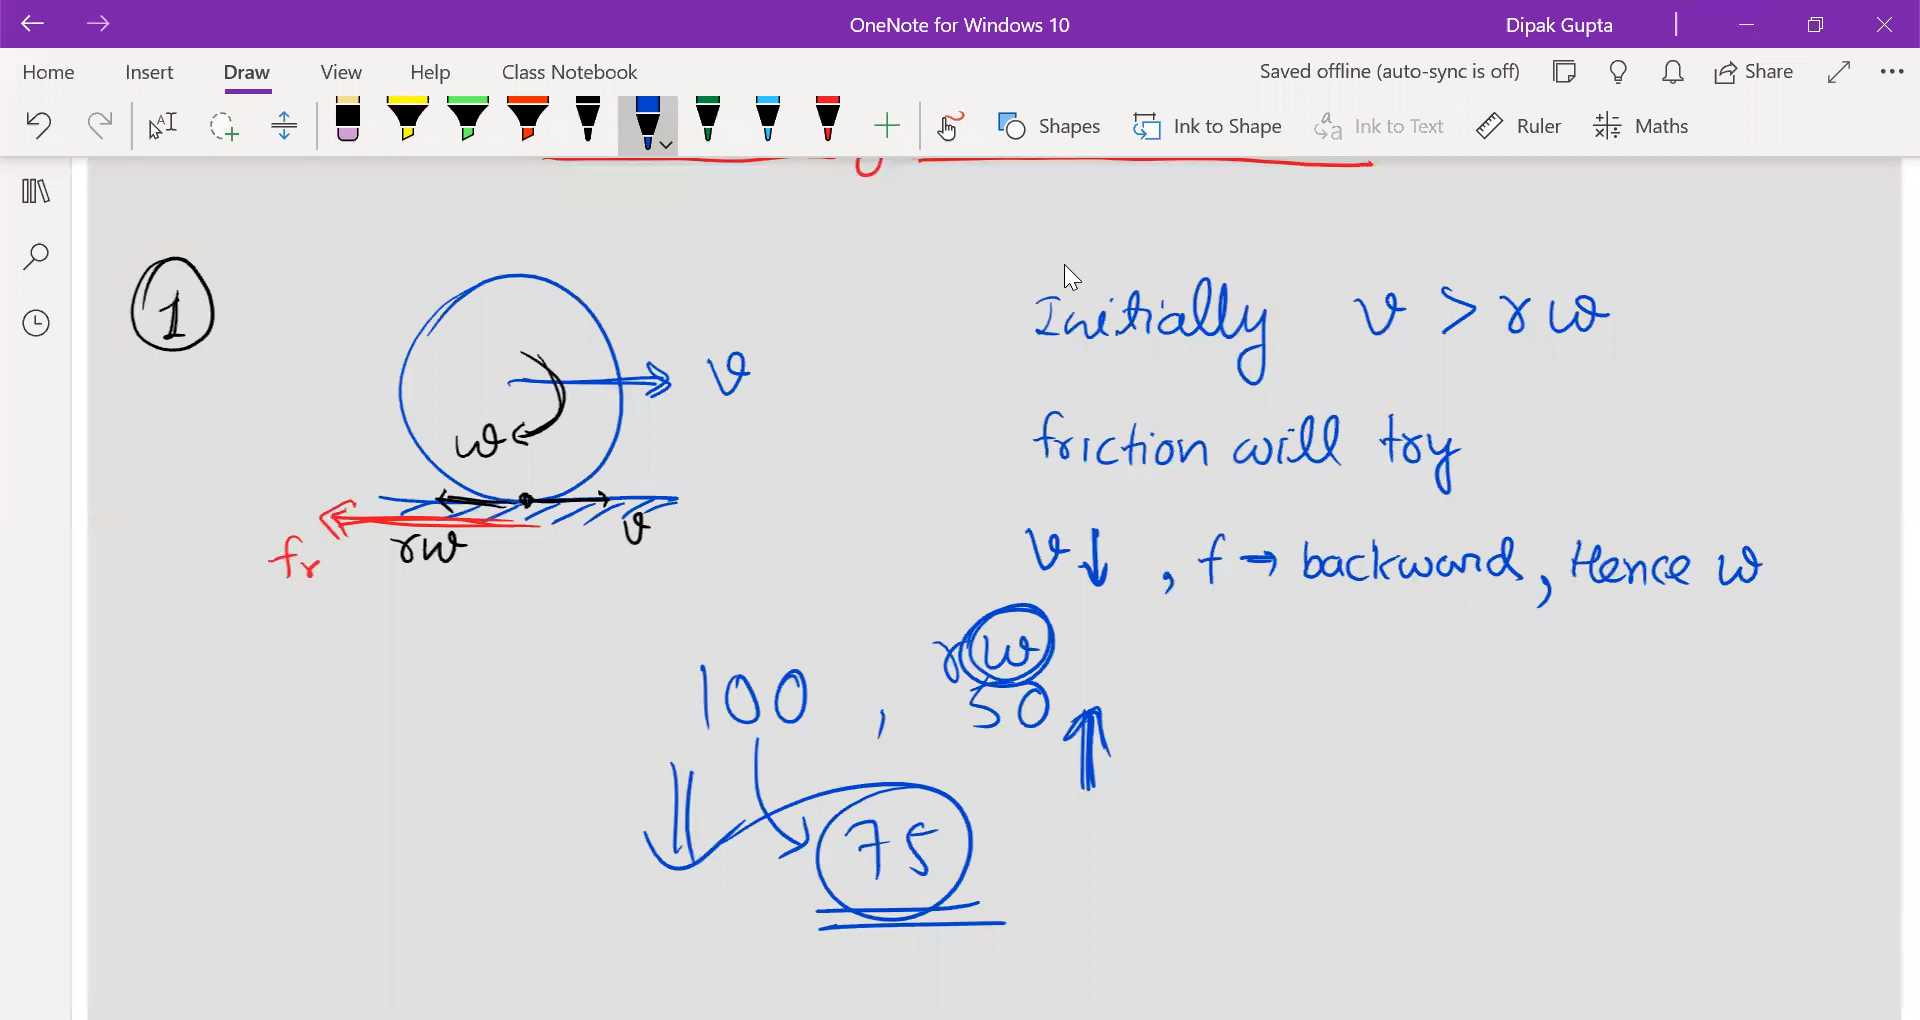 OneNote for Windows 10
Dipak Gupta
Home Insert Draw View Help Class Notebook
Saved offline (auto-sync is off) Share
Shapes Ink to Shape Ink to Text Ruler Maths
1
v
ω
fr
rω
v
Initially v > rω
friction will try
v↓, f → backward, Hence ω
rω
100, 50 ↑
75